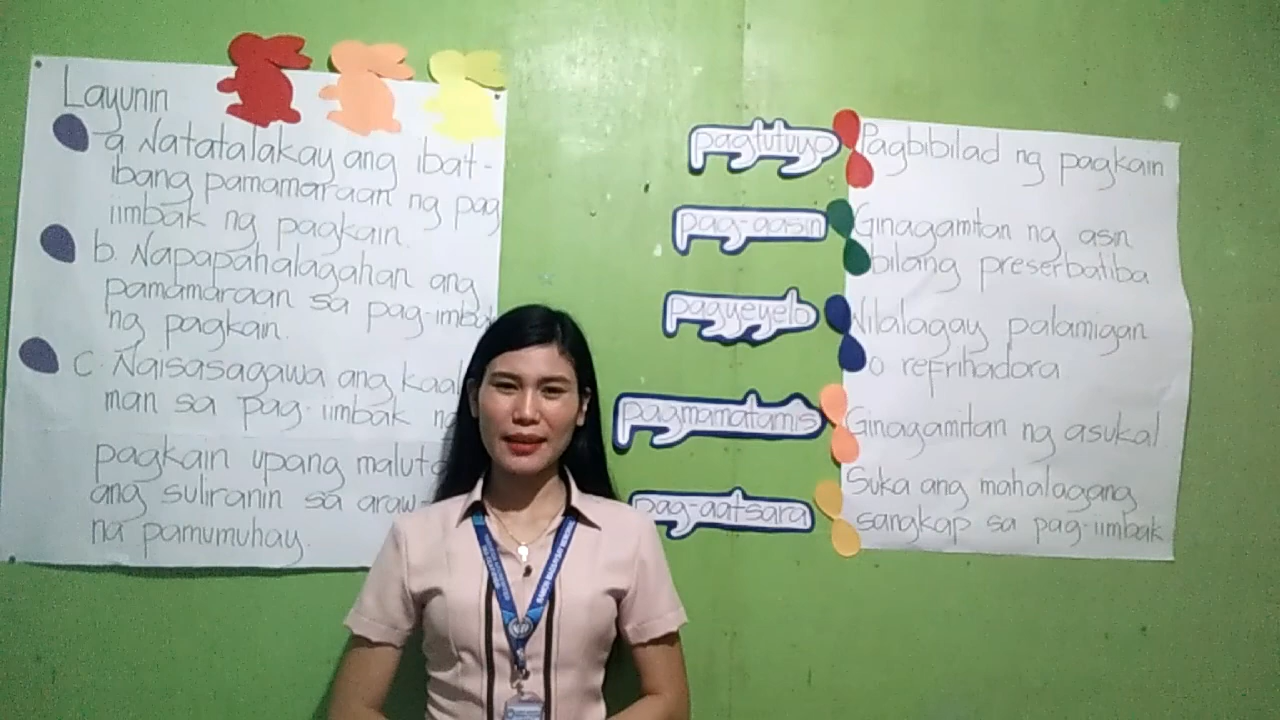 Layunin
a. Natatalakay ang ibat-
ibang pamamaraan ng pag
iimbak ng pagkain.
b. Napapahalagahan ang
pamamaraan sa pag-imbak
ng pagkain.
c. Naisasagawa ang kaal
man sa pag-iimbak
pagkain upang
ang suliranin sa araw-
na pamumuhay.
pagtutuyo
Pagbibilad ng pagkain
pag-aasin
Ginagamitan ng asin
bilang preserbatiba
pagyeyelo
Nilalagay palamigan
o refrihadora
pagmamatamis
Ginagamitan ng asukal
pag-aatsara
Suka ang mahalagang
sangkap sa pag-iimbak